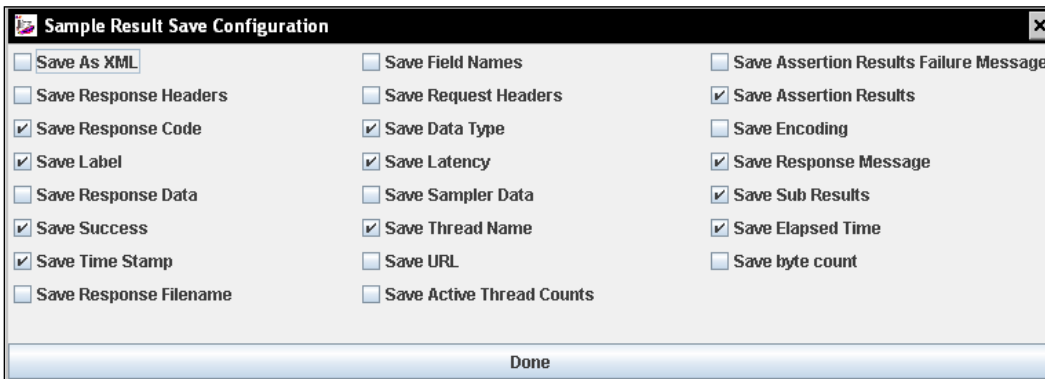 Sample Result Save Configuration
Save As XML
Save Field Names
Save Assertion Results Failure Message
Save Response Headers
Save Request Headers
Save Assertion Results
Save Response Code
Save Data Type
Save Encoding
Save Label
Save Latency
Save Response Message
Save Response Data
Save Sampler Data
Save Sub Results
Save Success
Save Thread Name
Save Elapsed Time
Save Time Stamp
Save URL
Save byte count
Save Response Filename
Save Active Thread Counts
Done